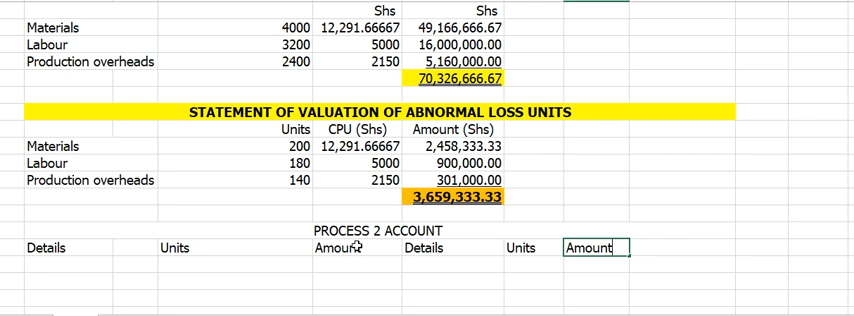 Shs Shs
Materials 4000 12,291.66667 49,166,666.67
Labour 3200 5000 16,000,000.00
Production overheads 2400 2150 5,160,000.00
70,326,666.67
STATEMENT OF VALUATION OF ABNORMAL LOSS UNITS
Units CPU (Shs) Amount (Shs)
Materials 200 12,291.66667 2,458,333.33
Labour 180 5000 900,000.00
Production overheads 140 2150 301,000.00
3,659,333.33
PROCESS 2 ACCOUNT
Details Units Amount Details Units Amount